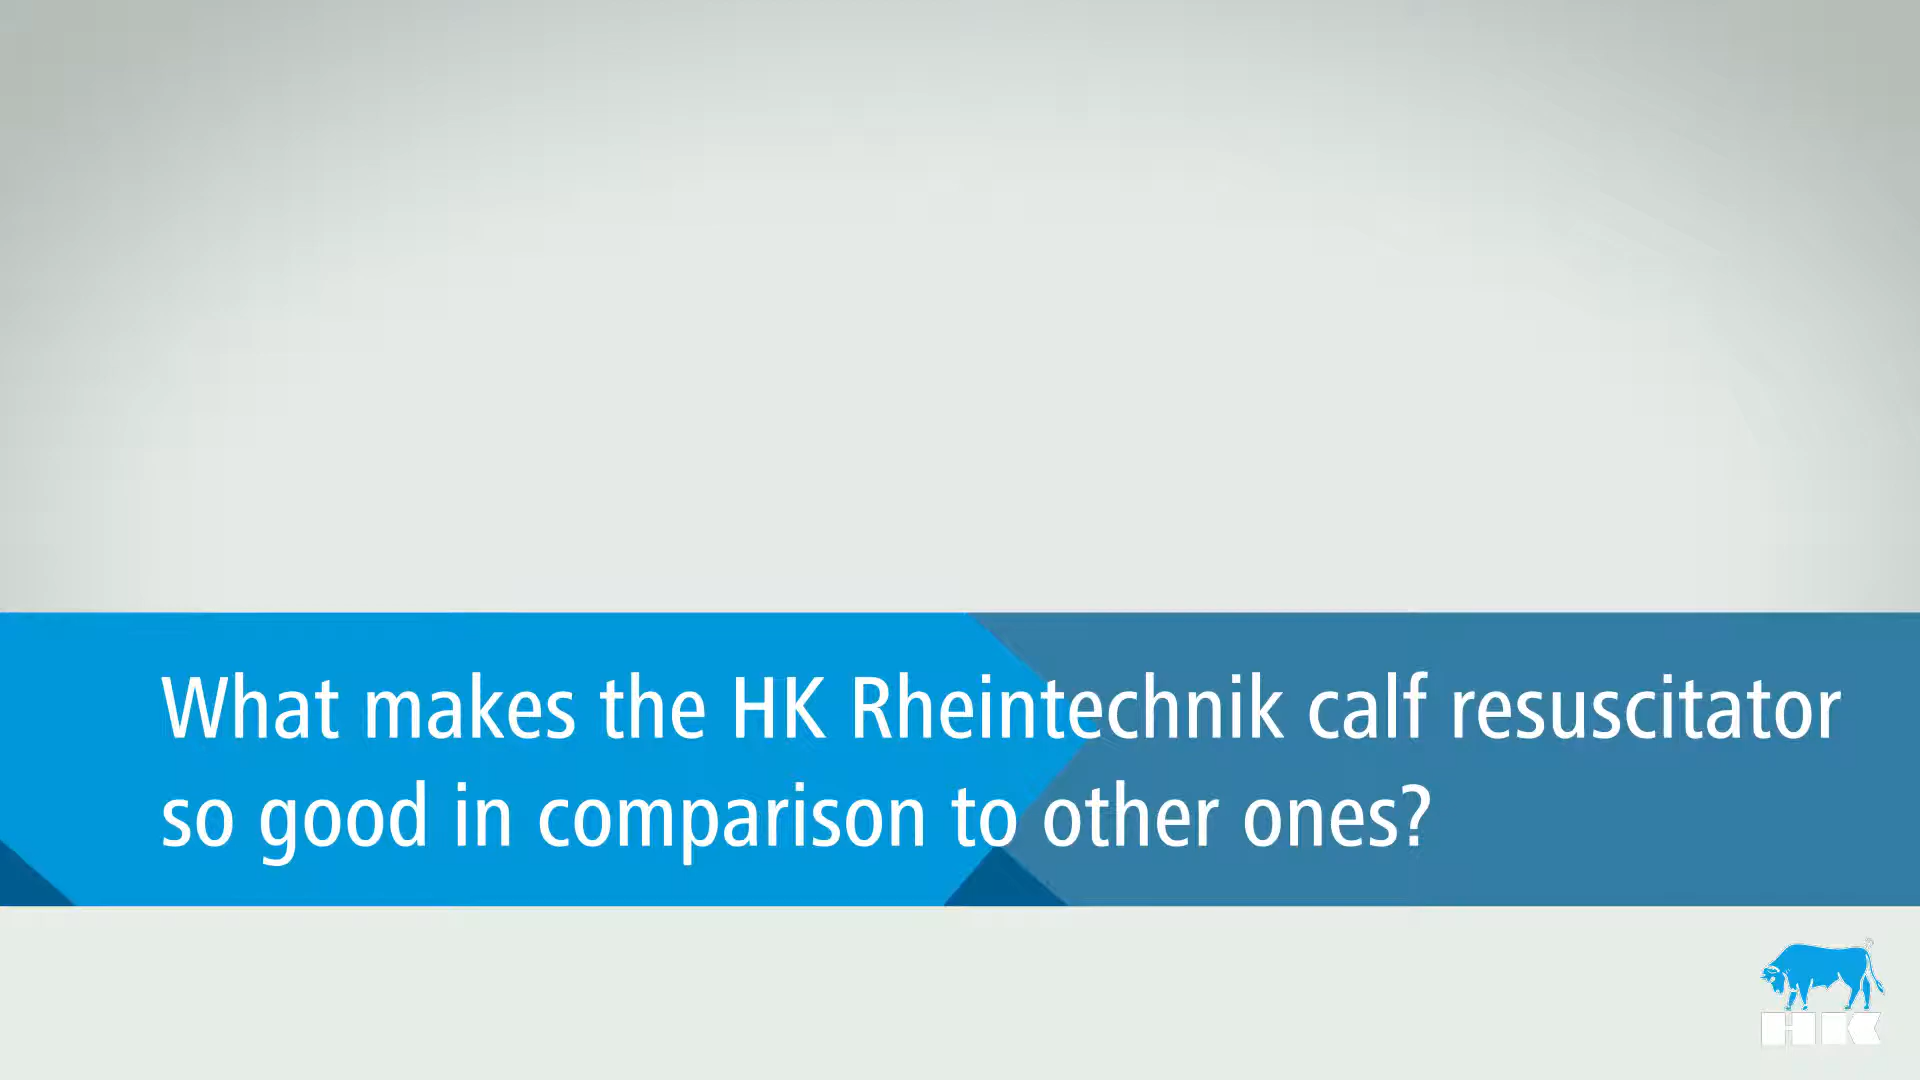 What makes the HK Rheintechnik calf resuscitator
so good in comparison to other ones?
HK